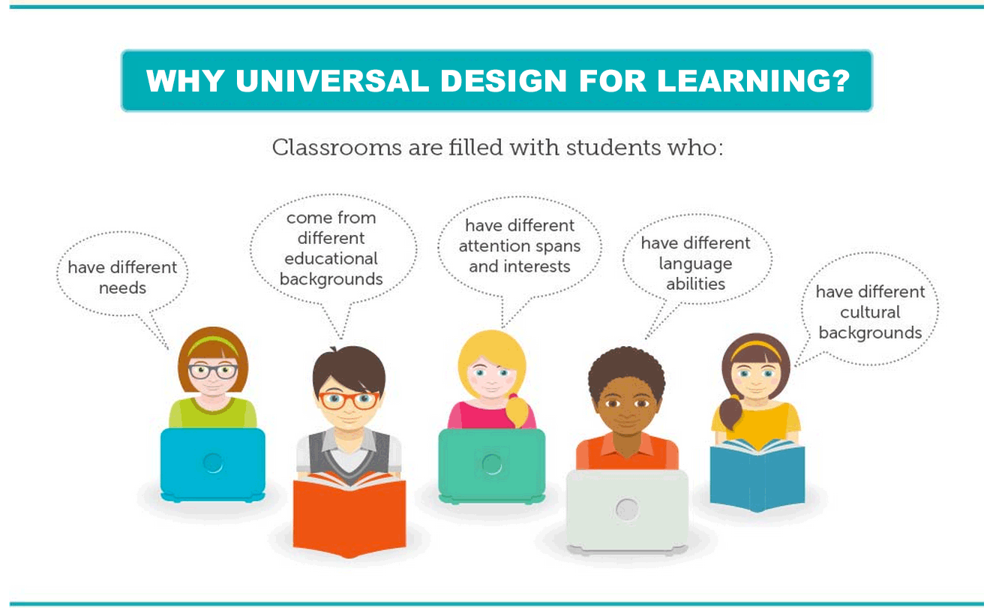 WHY UNIVERSAL DESIGN FOR LEARNING?
Classrooms are filled with students who:
have different
needs
come from
different
educational
backgrounds
have different
attention spans
and interests
have different
language
abilities
have different
cultural
backgrounds